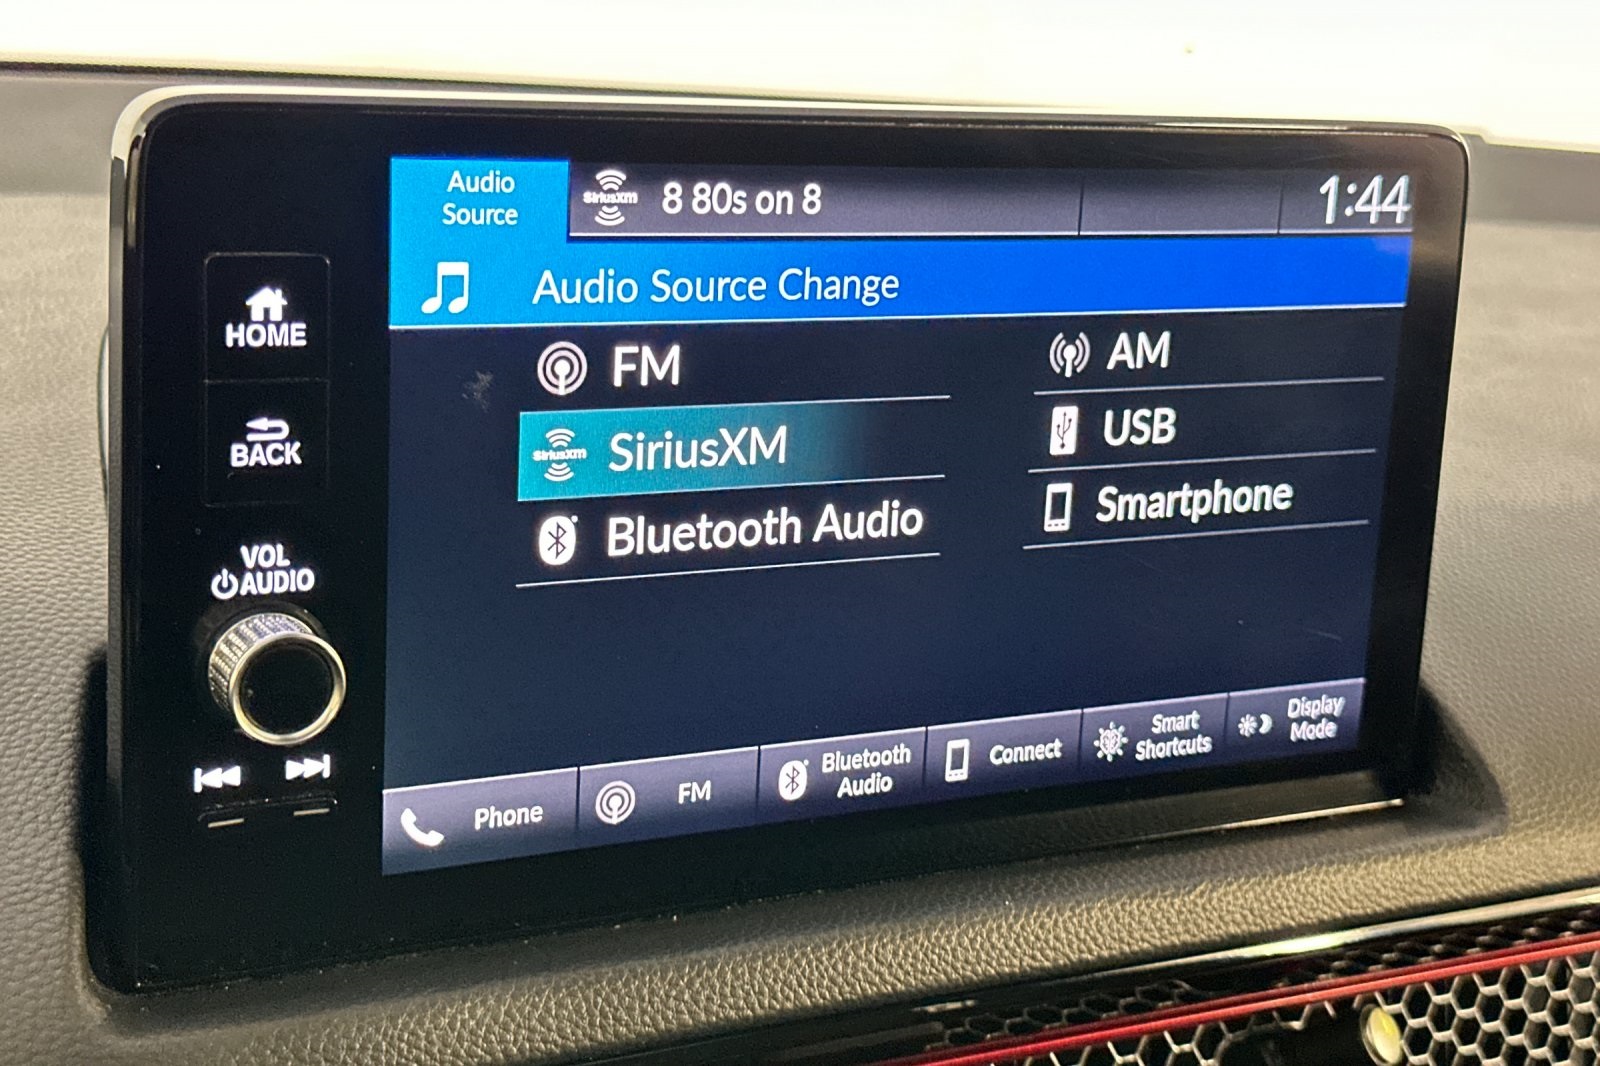 Audio
Source
SiriusXm
8 80s on 8
1:44
Audio Source Change
FM
AM
SiriusXm
SiriusXM
USB
Bluetooth Audio
Smartphone
HOME
BACK
VOL
AUDIO
Phone
FM
Bluetooth
Audio
Connect
Smart
Shortcuts
Display
Mode